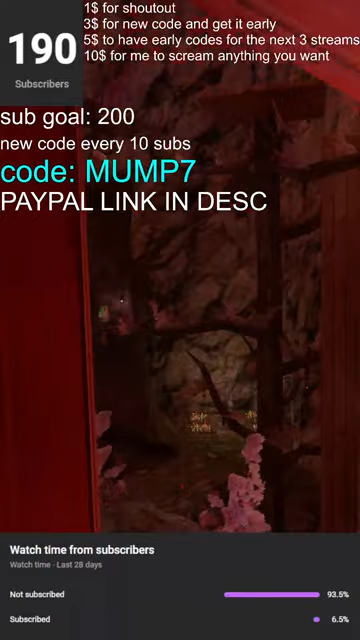 190
Subscribers
1$ for shoutout
3$ for new code and get it early
5$ to have early codes for the next 3 streams
10$ for me to scream anything you want
sub goal: 200
new code every 10 subs
code: MUMP7
PAYPAL LINK IN DESC
Watch time from subscribers
Watch time · Last 28 days
Not subscribed 93.5%
Subscribed 6.5%